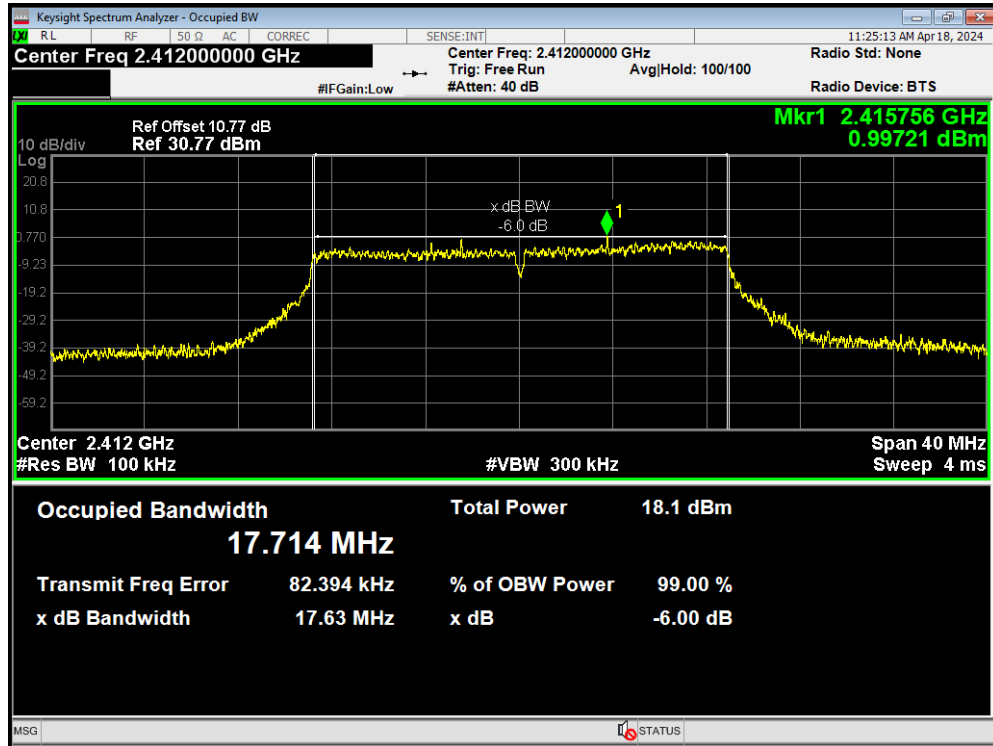 Keysight Spectrum Analyzer - Occupied BW
LXI RL RF 50 Ω AC CORREC SENSE:INT 11:25:13 AM Apr 18, 2024
Center Freq 2.412000000 GHz Center Freq: 2.412000000 GHz Radio Std: None
Trig: Free Run Avg|Hold: 100/100
#IFGain:Low #Atten: 40 dB Radio Device: BTS
Ref Offset 10.77 dB Mkr1 2.415756 GHz
10 dB/div Ref 30.77 dBm 0.99721 dBm
Log
20.8
10.8
x dB BW
1
-6.0 dB
0.770
-9.23
-19.2
-29.2
-39.2
-49.2
-59.2
Center 2.412 GHz Span 40 MHz
#Res BW 100 kHz #VBW 300 kHz Sweep 4 ms
Occupied Bandwidth Total Power 18.1 dBm
17.714 MHz
Transmit Freq Error 82.394 kHz % of OBW Power 99.00 %
x dB Bandwidth 17.63 MHz x dB -6.00 dB
MSG STATUS